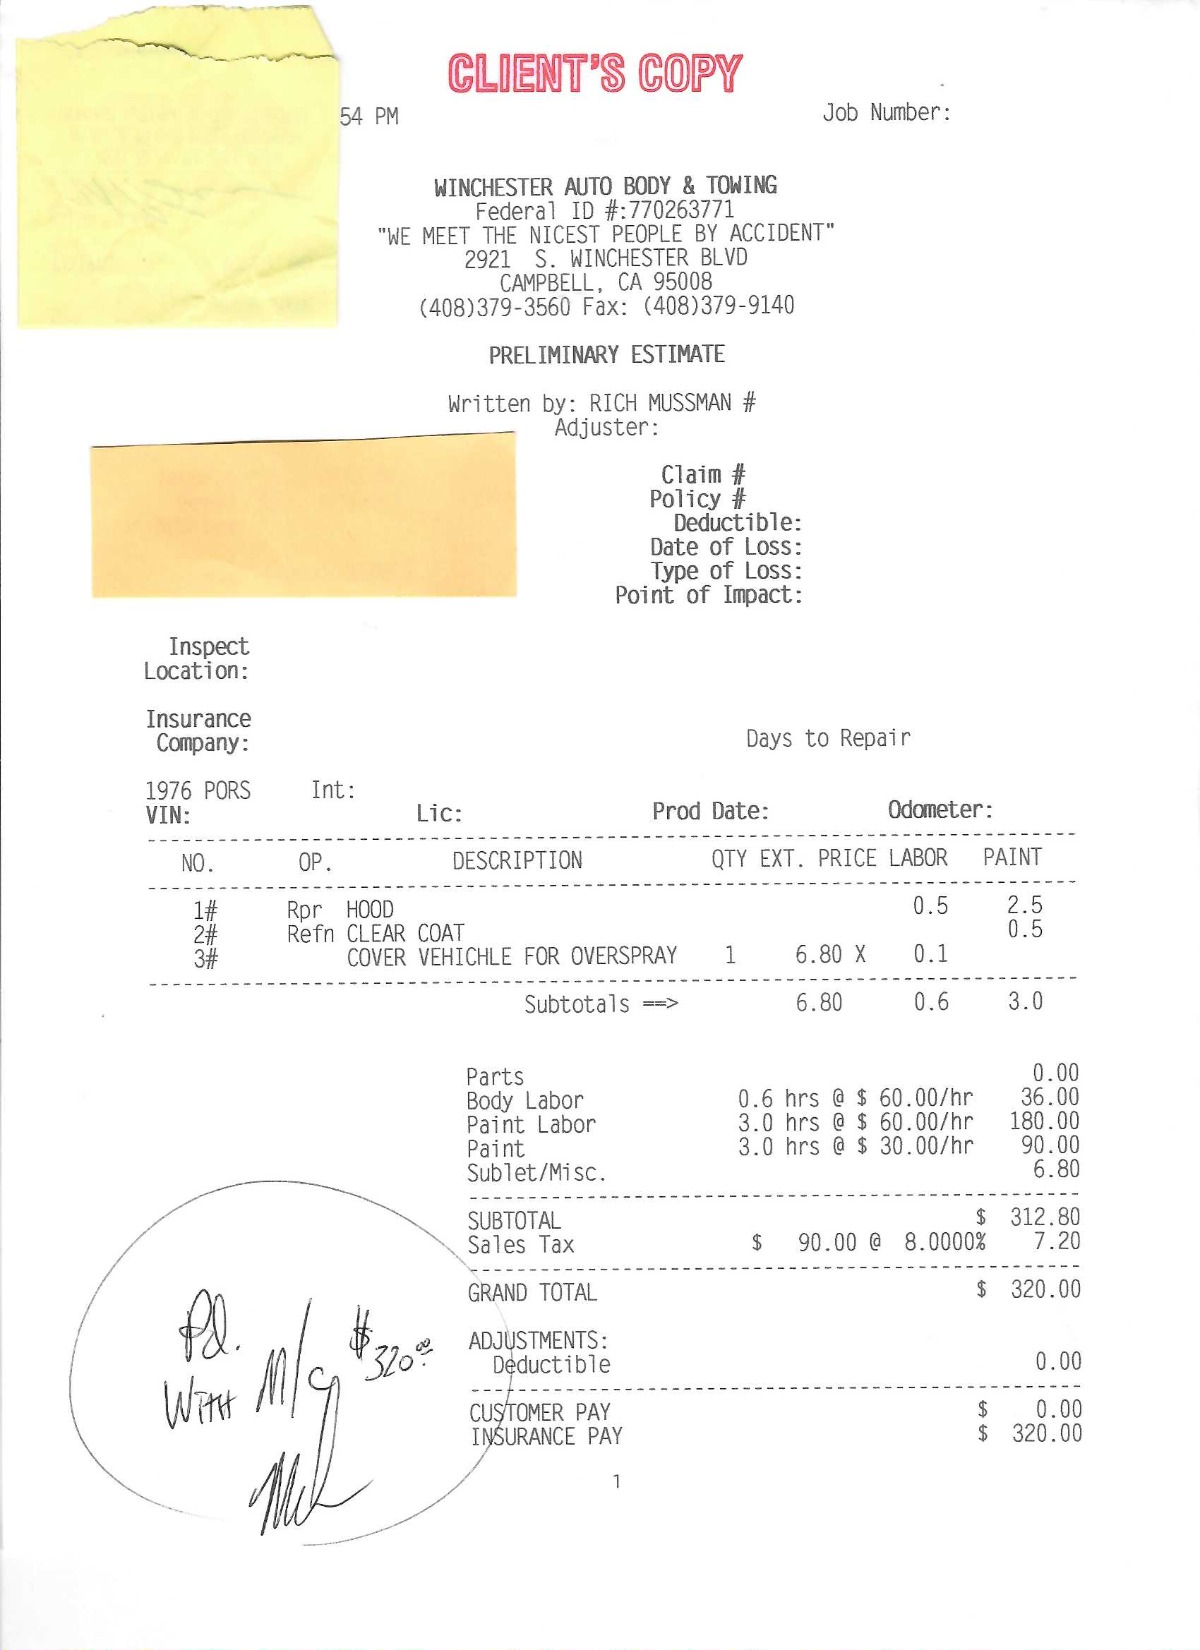 CLIENT'S COPY
54 PM Job Number:
WINCHESTER AUTO BODY & TOWING
Federal ID #:770263771
"WE MEET THE NICEST PEOPLE BY ACCIDENT"
2921 S. WINCHESTER BLVD
CAMPBELL, CA 95008
(408)379-3560 Fax: (408)379-9140
PRELIMINARY ESTIMATE
Written by: RICH MUSSMAN #
Adjuster:
Claim #
Policy #
Deductible:
Date of Loss:
Type of Loss:
Point of Impact:
Inspect
Location:
Insurance
Company:
Days to Repair
1976 PORS Int:
VIN: Lic: Prod Date: Odometer:
NO. OP. DESCRIPTION QTY EXT. PRICE LABOR PAINT
1# Rpr HOOD 0.5 2.5
2# Refn CLEAR COAT 0.5
3# COVER VEHICHLE FOR OVERSPRAY 1 6.80 X 0.1
Subtotals ==> 6.80 0.6 3.0
Parts 0.00
Body Labor 0.6 hrs @ $ 60.00/hr 36.00
Paint Labor 3.0 hrs @ $ 60.00/hr 180.00
Paint 3.0 hrs @ $ 30.00/hr 90.00
Sublet/Misc. 6.80
SUBTOTAL $ 312.80
Sales Tax $ 90.00 @ 8.0000% 7.20
GRAND TOTAL $ 320.00
ADJUSTMENTS:
Deductible 0.00
CUSTOMER PAY $ 0.00
INSURANCE PAY $ 320.00
Pd. $320.00
WITH M/C
1